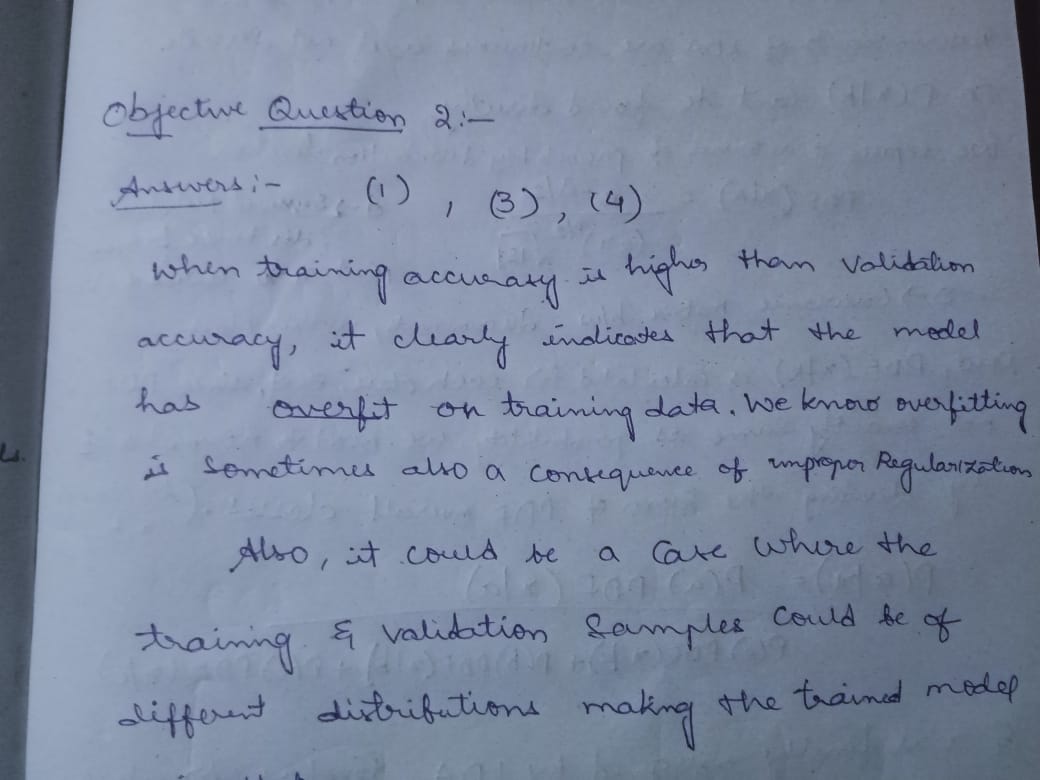 Objective Question 2:-
Answers:- (1), (3), (4)
When training accuracy is higher than Validation
accuracy, it clearly indicates that the model
has overfit on training data. We know overfitting
is sometimes also a consequence of improper Regularization
Also, it could be a Case where the
training & validation Samples Could be of
different distributions making the trained model